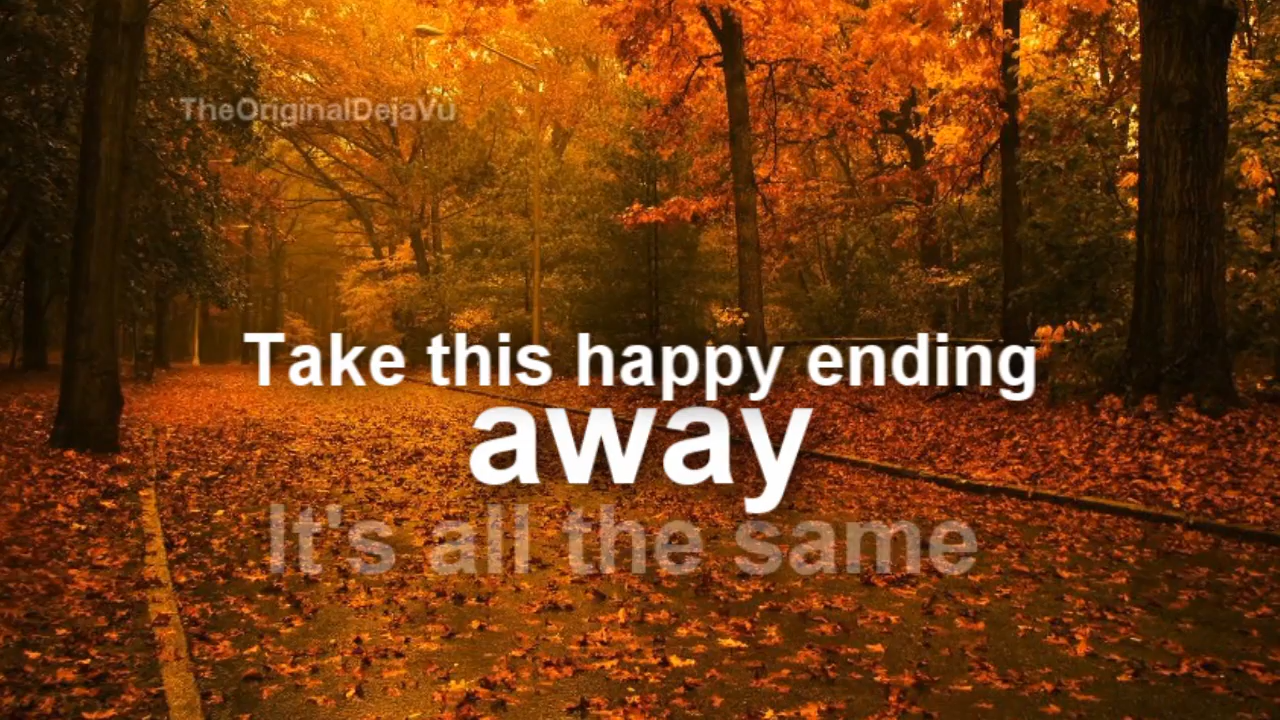 TheOriginalDejaVu
Take this happy ending
away
It's all the same